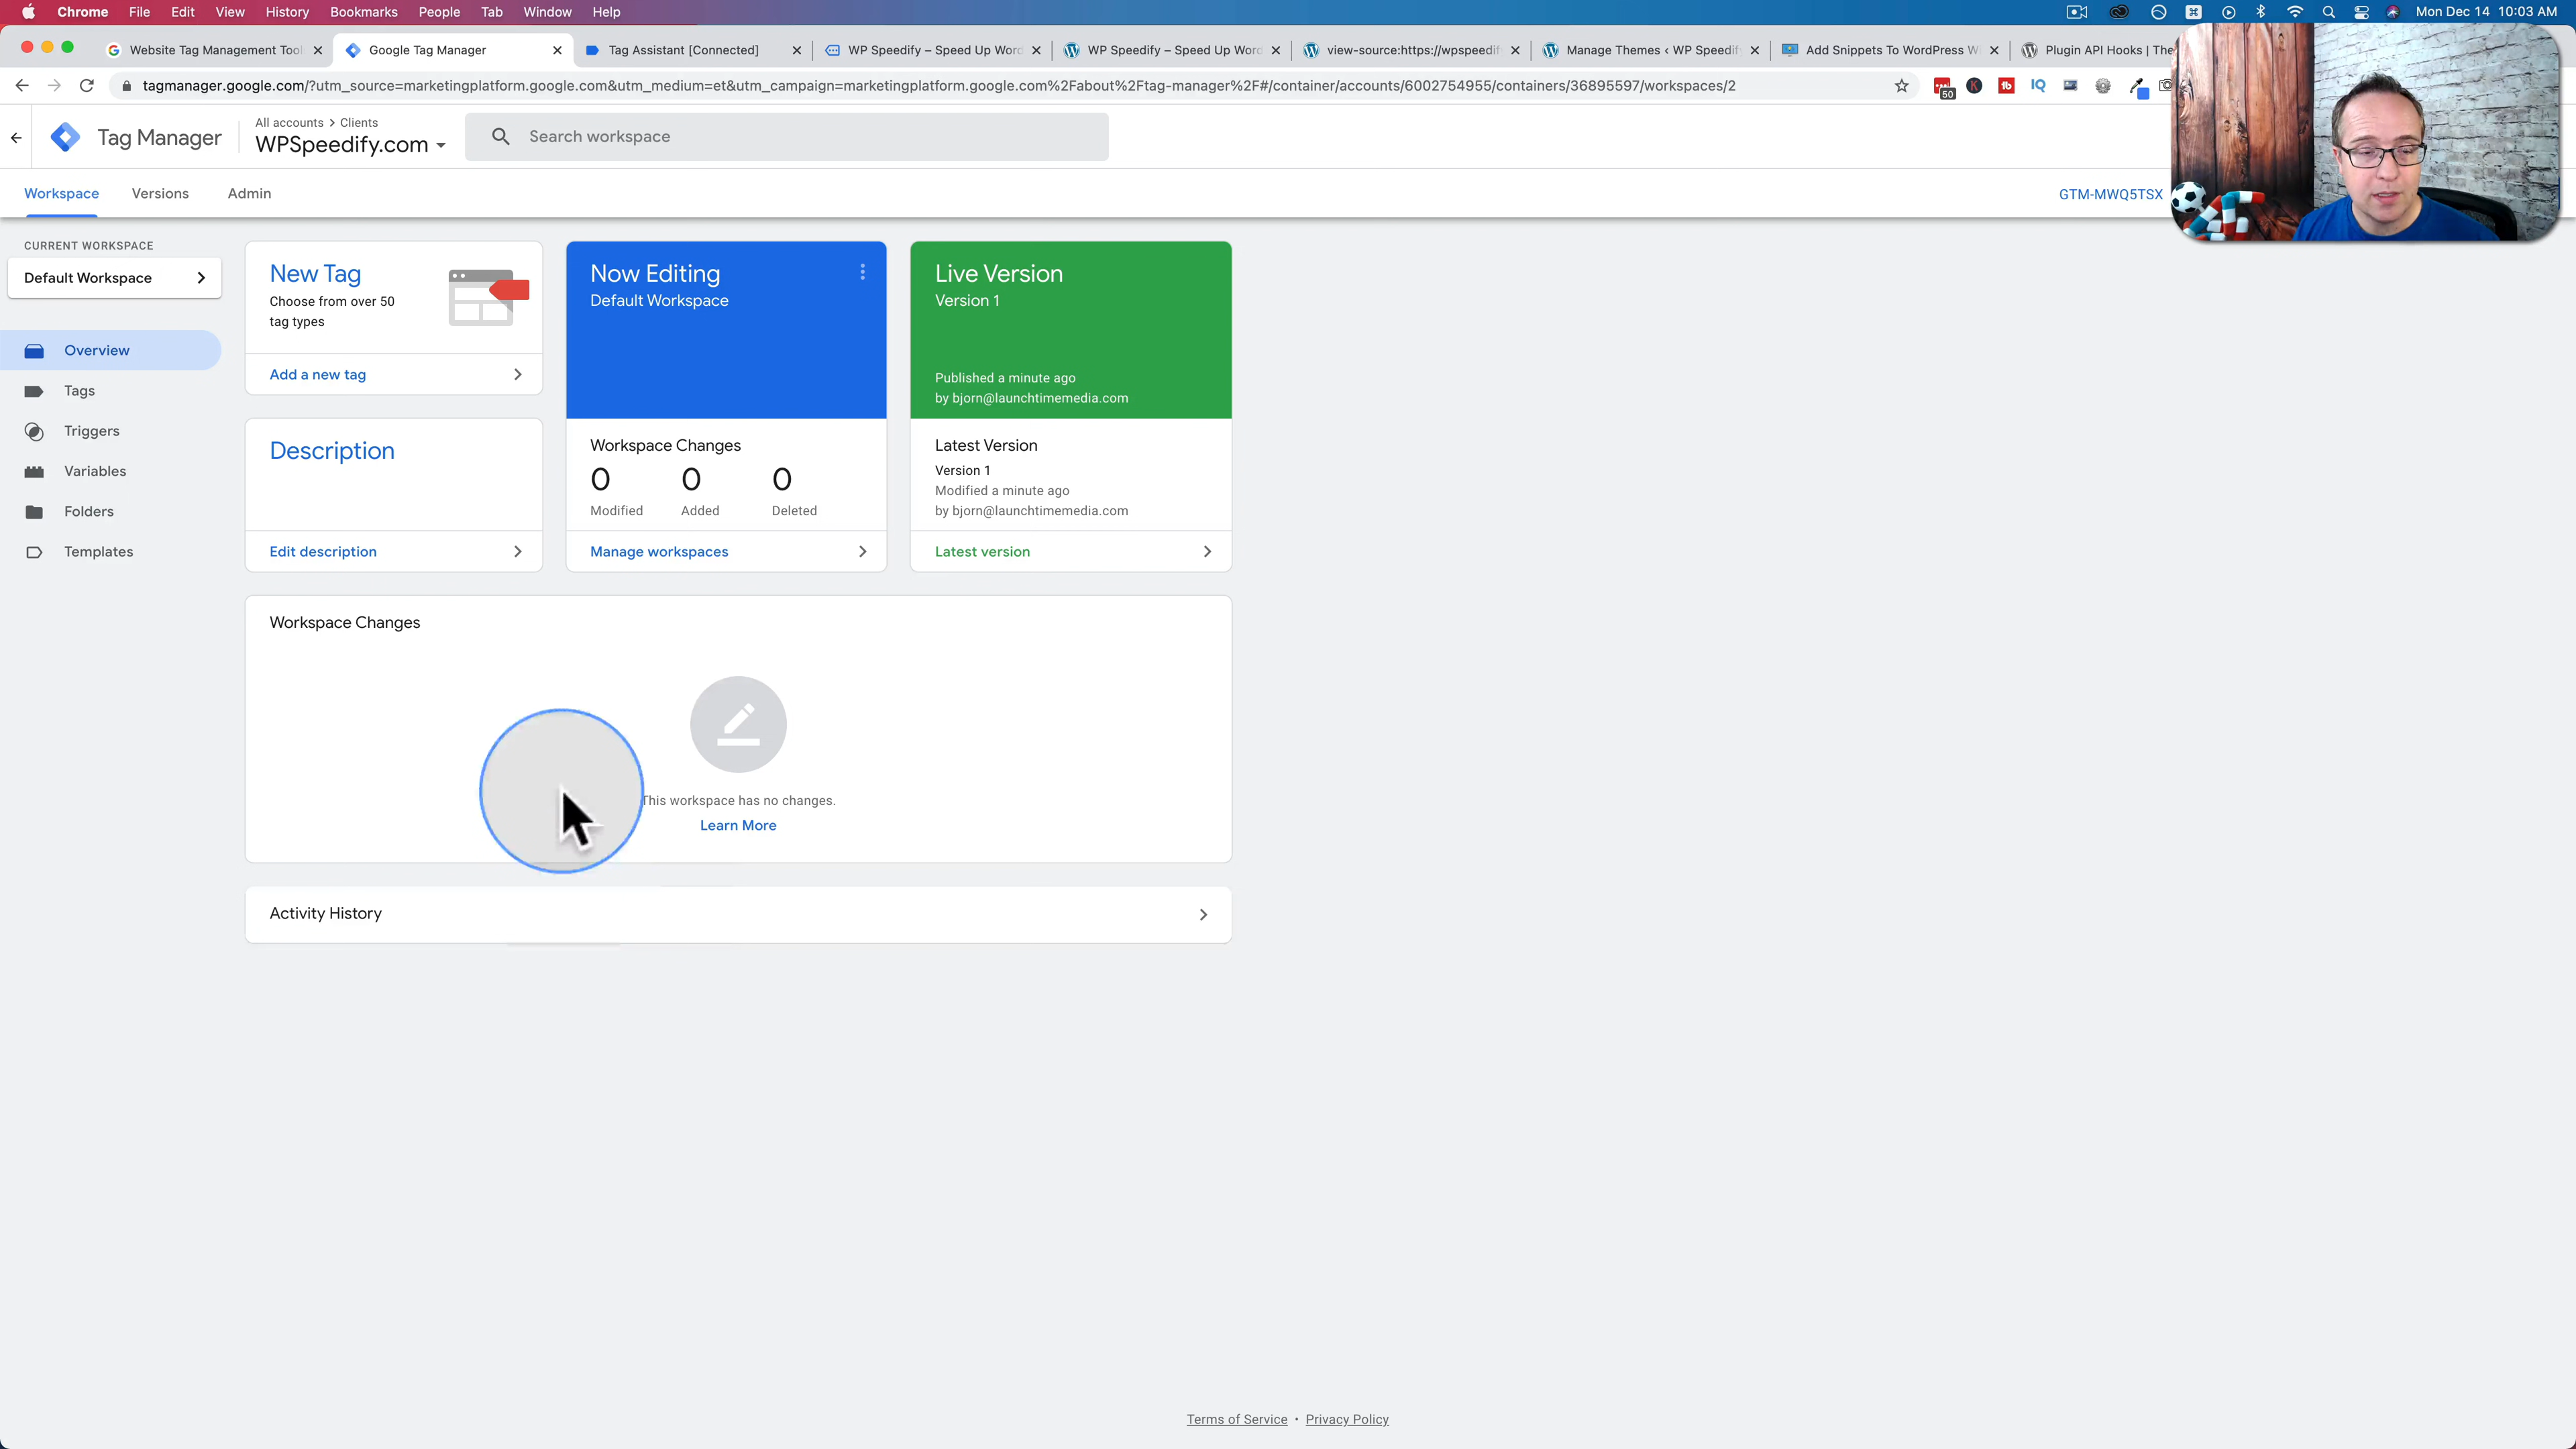 Chrome File Edit View History Bookmarks People Tab Window Help Mon Dec 14 10:03 AM
Website Tag Management Tool Google Tag Manager Tag Assistant [Connected] WP Speedify – Speed Up Word WP Speedify – Speed Up Word view-source:https://wpspeedif Manage Themes ‹ WP Speedify Add Snippets To WordPress W Plugin API Hooks | The
tagmanager.google.com/?utm_source=marketingplatform.google.com&utm_medium=et&utm_campaign=marketingplatform.google.com%2Fabout%2Ftag-manager%2F#/container/accounts/6002754955/containers/36895597/workspaces/2
50
IQ
Tag Manager
All accounts > Clients
WPSpeedify.com
Search workspace
Workspace Versions Admin
GTM-MWQ5TSX
CURRENT WORKSPACE
Default Workspace
Overview
Tags
Triggers
Variables
Folders
Templates
New Tag
Choose from over 50
tag types
Add a new tag
Description
Edit description
Now Editing
Default Workspace
Workspace Changes
0 0 0
Modified Added Deleted
Manage workspaces
Live Version
Version 1
Published a minute ago
by bjorn@launchtimemedia.com
Latest Version
Version 1
Modified a minute ago
by bjorn@launchtimemedia.com
Latest version
Workspace Changes
This workspace has no changes.
Learn More
Activity History
Terms of Service • Privacy Policy